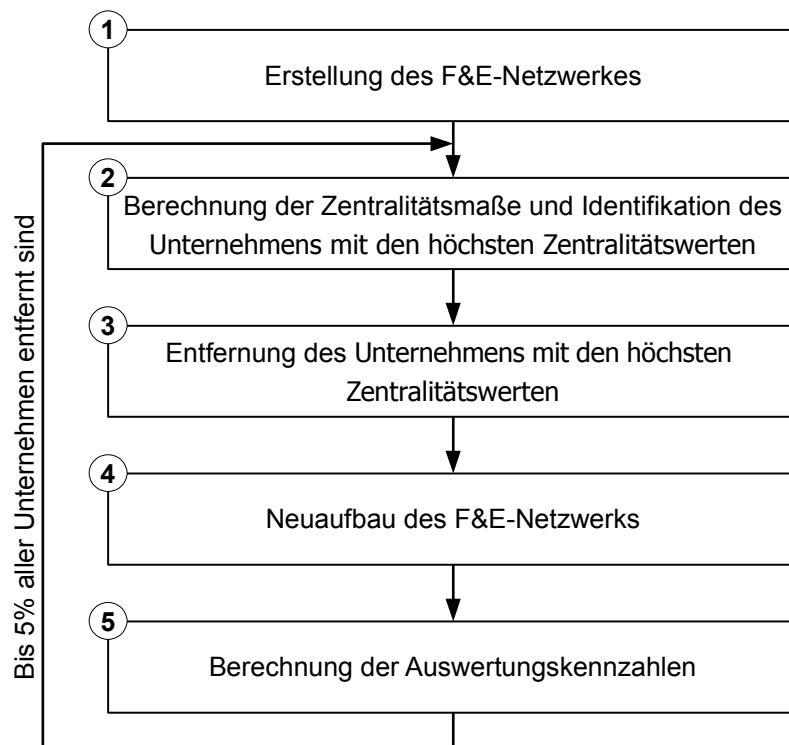 1
Erstellung des F&E-Netzwerkes
2
Berechnung der Zentralitätsmaße und Identifikation des
Unternehmens mit den höchsten Zentralitätswerten
3
Entfernung des Unternehmens mit den höchsten
Zentralitätswerten
4
Neuaufbau des F&E-Netzwerks
5
Berechnung der Auswertungskennzahlen
Bis 5% aller Unternehmen entfernt sind